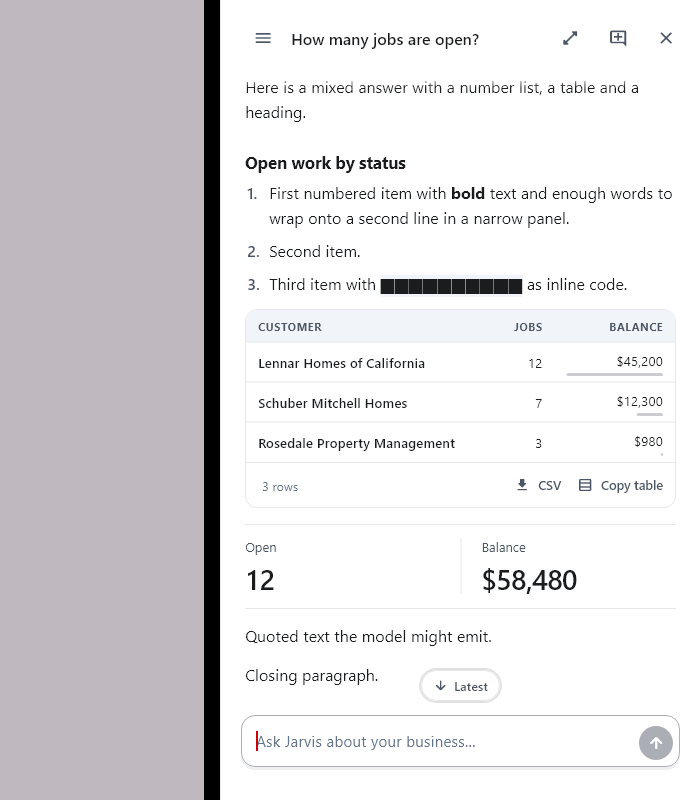 How many jobs are open?
Here is a mixed answer with a number list, a table and a
heading.
Open work by status
1. First numbered item with bold text and enough words to
wrap onto a second line in a narrow panel.
2. Second item.
3. Third item with as inline code.
CUSTOMER JOBS BALANCE
Lennar Homes of California 12 $45,200
Schuber Mitchell Homes 7 $12,300
Rosedale Property Management 3 $980
3 rows CSV Copy table
Open Balance
12 $58,480
Quoted text the model might emit.
Closing paragraph.
Latest
Ask Jarvis about your business...